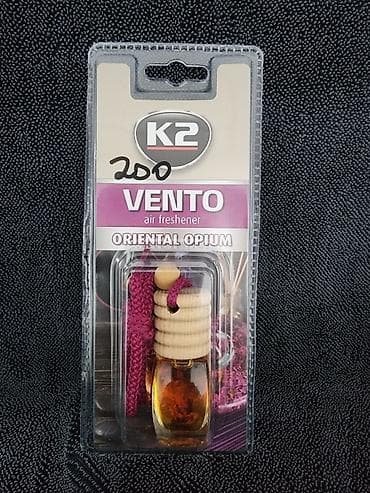 K2
200
VENTO
air freshener
ORIENTAL OPIUM